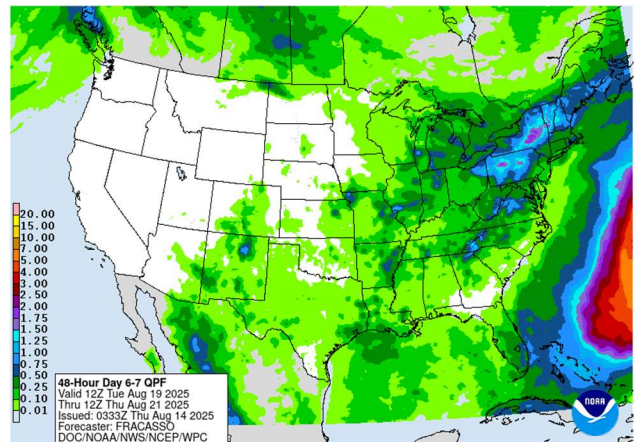 20.00
15.00
10.00
7.00
5.00
4.00
3.00
2.50
2.00
1.75
1.50
1.25
1.00
0.75
0.50
0.25
0.10
0.01
48-Hour Day 6-7 QPF
Valid 12Z Tue Aug 19 2025
Thru 12Z Thu Aug 21 2025
Issued: 0333Z Thu Aug 14 2025
Forecaster: FRACASSO
DOC/NOAA/NWS/NCEP/WPC
NOAA